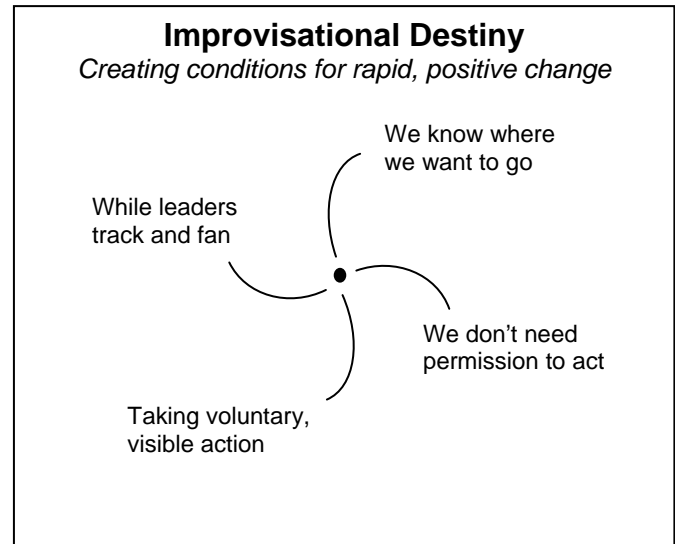 Improvisational Destiny
Creating conditions for rapid, positive change
We know where
we want to go
While leaders
track and fan
We don't need
permission to act
Taking voluntary,
visible action